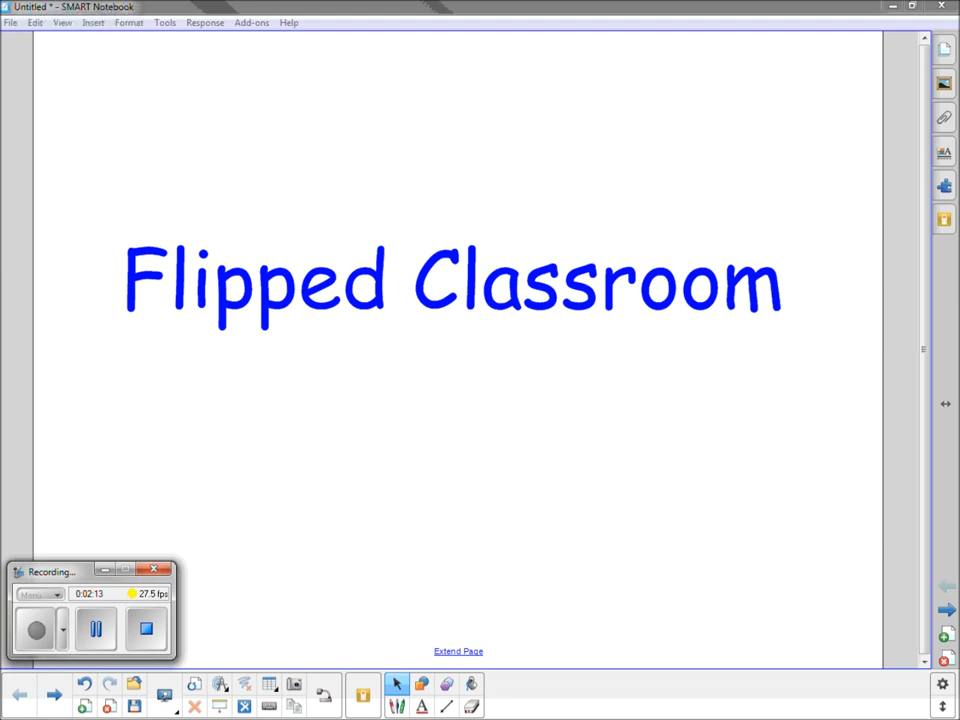 Untitled * - SMART Notebook
File Edit View Insert Format Tools Response Add-ons Help
Flipped Classroom
Recording...
Menu
0:02:13 27.5 fps
Extend Page